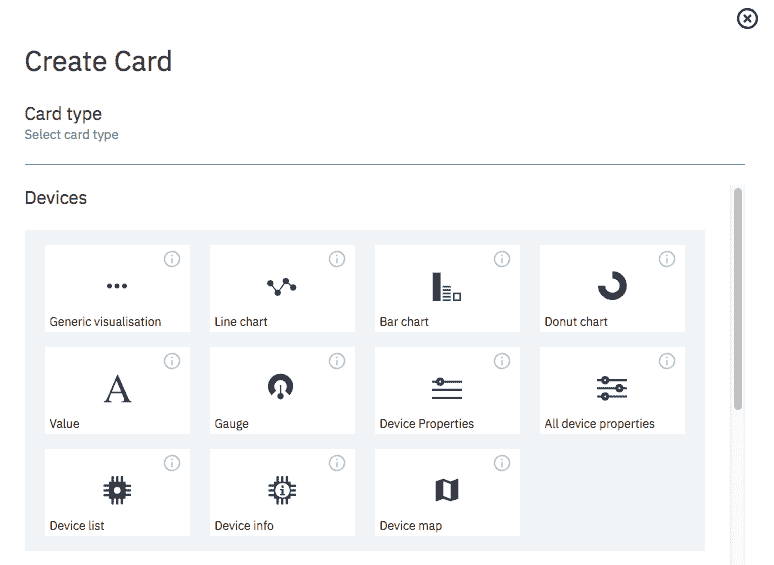 Create Card
Card type
Select card type
Devices
Generic visualisation
Line chart
Bar chart
Donut chart
Value
Gauge
Device Properties
All device properties
Device list
Device info
Device map